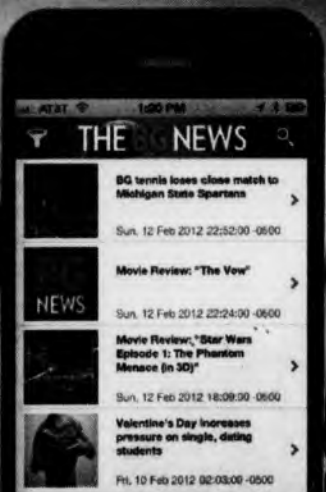 AT&T 1:20 PM
THE BG NEWS
BG tennis loses close match to
Michigan State Spartans
Sun, 12 Feb 2012 22:52:00 -0500
BG
NEWS
Movie Review: "The Vow"
Sun, 12 Feb 2012 22:24:00 -0500
Movie Review: "Star Wars
Episode 1: The Phantom
Menace (in 3D)"
Sun, 12 Feb 2012 18:09:00 -0500
Valentine's Day increases
pressure on single, dating
students
Fri, 10 Feb 2012 02:03:00 -0500